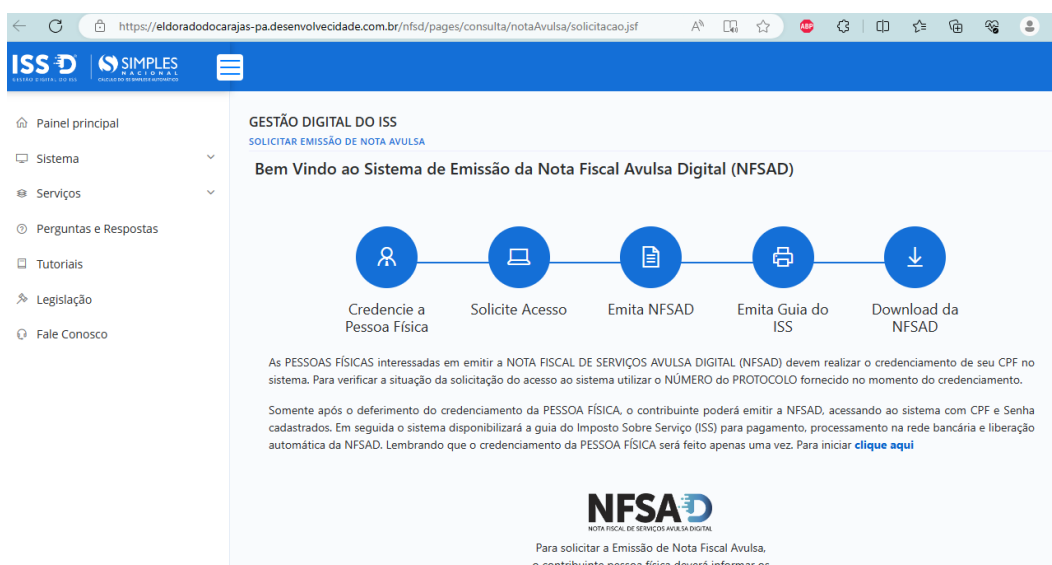 https://eldoradodocarajas-pa.desenvolvecidade.com.br/nfsd/pages/consulta/notaAvulsa/solicitacao.jsf
ABP
ISS D
SIMPLES
NACIONAL
Painel principal
Sistema
Serviços
Perguntas e Respostas
Tutoriais
Legislação
Fale Conosco
GESTÃO DIGITAL DO ISS
SOLICITAR EMISSÃO DE NOTA AVULSA
Bem Vindo ao Sistema de Emissão da Nota Fiscal Avulsa Digital (NFSAD)
Credencie a
Pessoa Física
Solicite Acesso
Emita NFSAD
Emita Guia do
ISS
Download da
NFSAD
As PESSOAS FÍSICAS interessadas em emitir a NOTA FISCAL DE SERVIÇOS AVULSA DIGITAL (NFSAD) devem realizar o credenciamento de seu CPF no
sistema. Para verificar a situação da solicitação do acesso ao sistema utilizar o NÚMERO do PROTOCOLO fornecido no momento do credenciamento.
Somente após o deferimento do credenciamento da PESSOA FÍSICA, o contribuinte poderá emitir a NFSAD, acessando ao sistema com CPF e Senha
cadastrados. Em seguida o sistema disponibilizará a guia do Imposto Sobre Serviço (ISS) para pagamento, processamento na rede bancária e liberação
automática da NFSAD. Lembrando que o credenciamento da PESSOA FÍSICA será feito apenas uma vez. Para iniciar clique aqui
NFSAD
NOTA FISCAL DE SERVIÇOS AVULSA DIGITAL
Para solicitar a Emissão de Nota Fiscal Avulsa,
o contribuinte pessoa física deverá informar os